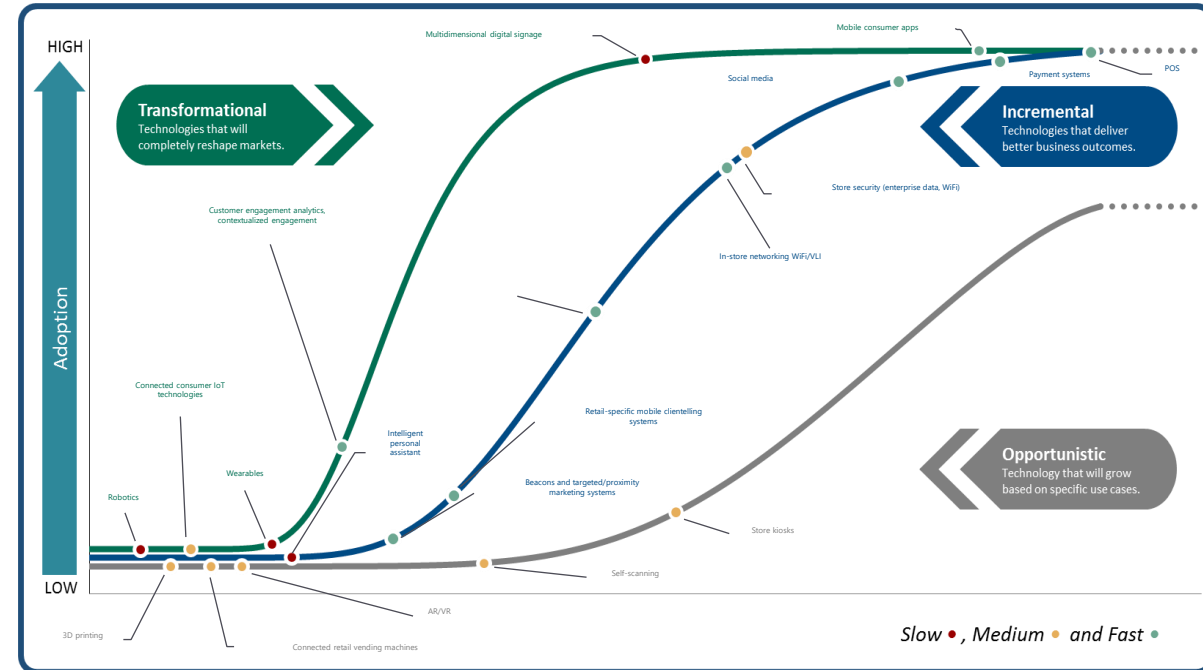 HIGH
Multidimensional digital signage
Mobile consumer apps
Social media
Payment systems
POS
Transformational
Technologies that will
completely reshape markets.
Incremental
Technologies that deliver
better business outcomes.
Store security (enterprise data, WiFi)
Customer engagement analytics,
contextualized engagement
In-store networking WiFi/VLI
Adoption
Connected consumer IoT
technologies
Retail-specific mobile clientelling
systems
Intelligent
personal
assistant
Opportunistic
Technology that will grow
based on specific use cases.
Wearables
Beacons and targeted/proximity
marketing systems
Robotics
Store kiosks
Self-scanning
LOW
AR/VR
3D printing
Connected retail vending machines
Slow , Medium and Fast